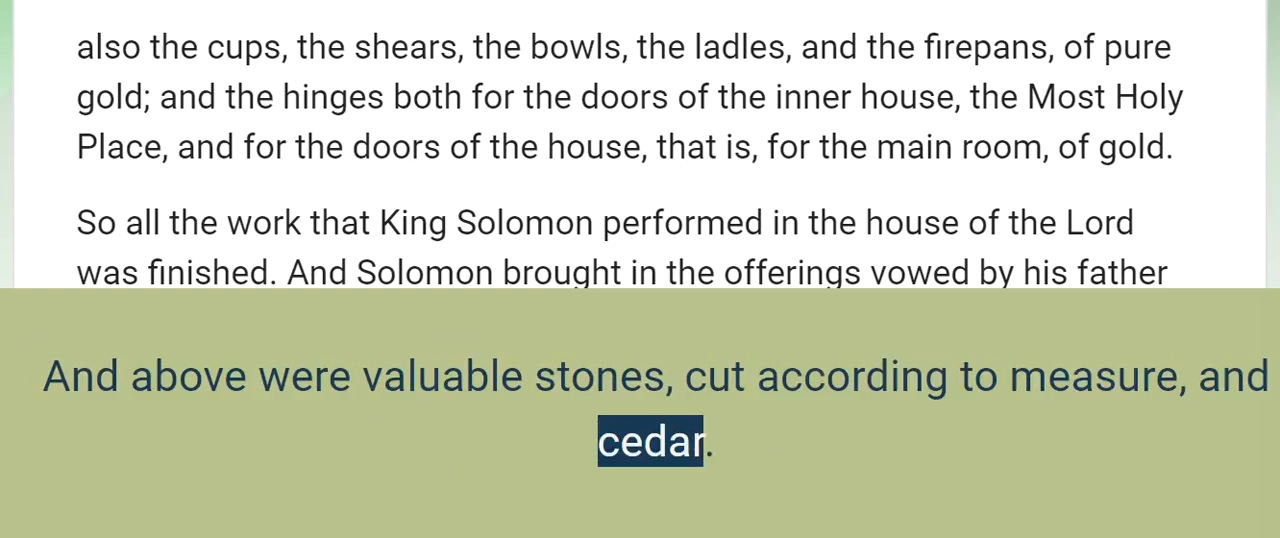 also the cups, the shears, the bowls, the ladles, and the firepans, of pure
gold; and the hinges both for the doors of the inner house, the Most Holy
Place, and for the doors of the house, that is, for the main room, of gold.
So all the work that King Solomon performed in the house of the Lord
was finished. And Solomon brought in the offerings vowed by his father
And above were valuable stones, cut according to measure, and
cedar.